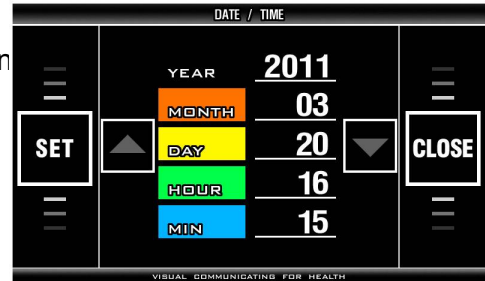 DATE / TIME
n
YEAR 2011
MONTH 03
DAY 20
HOUR 16
MIN 15
SET
CLOSE
VISUAL COMMUNICATING FOR HEALTH